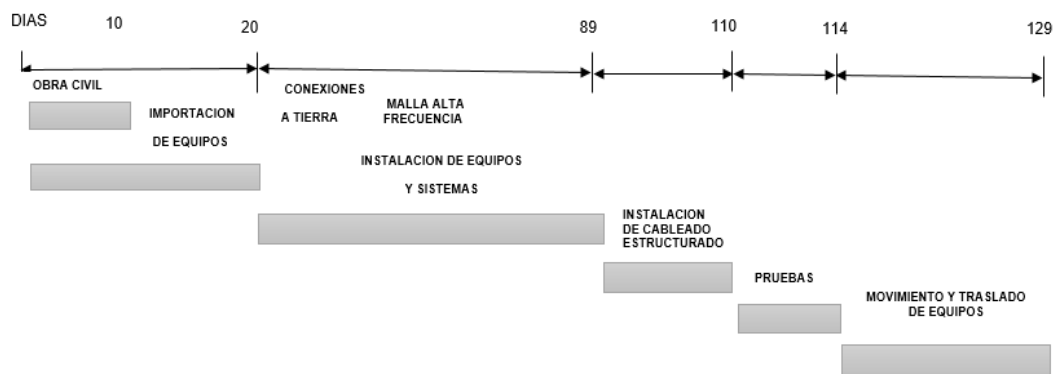 DIAS 10 20 89 110 114 129
OBRA CIVIL
IMPORTACION
DE EQUIPOS
CONEXIONES
A TIERRA
MALLA ALTA
FRECUENCIA
INSTALACION DE EQUIPOS
Y SISTEMAS
INSTALACION
DE CABLEADO
ESTRUCTURADO
PRUEBAS
MOVIMIENTO Y TRASLADO
DE EQUIPOS